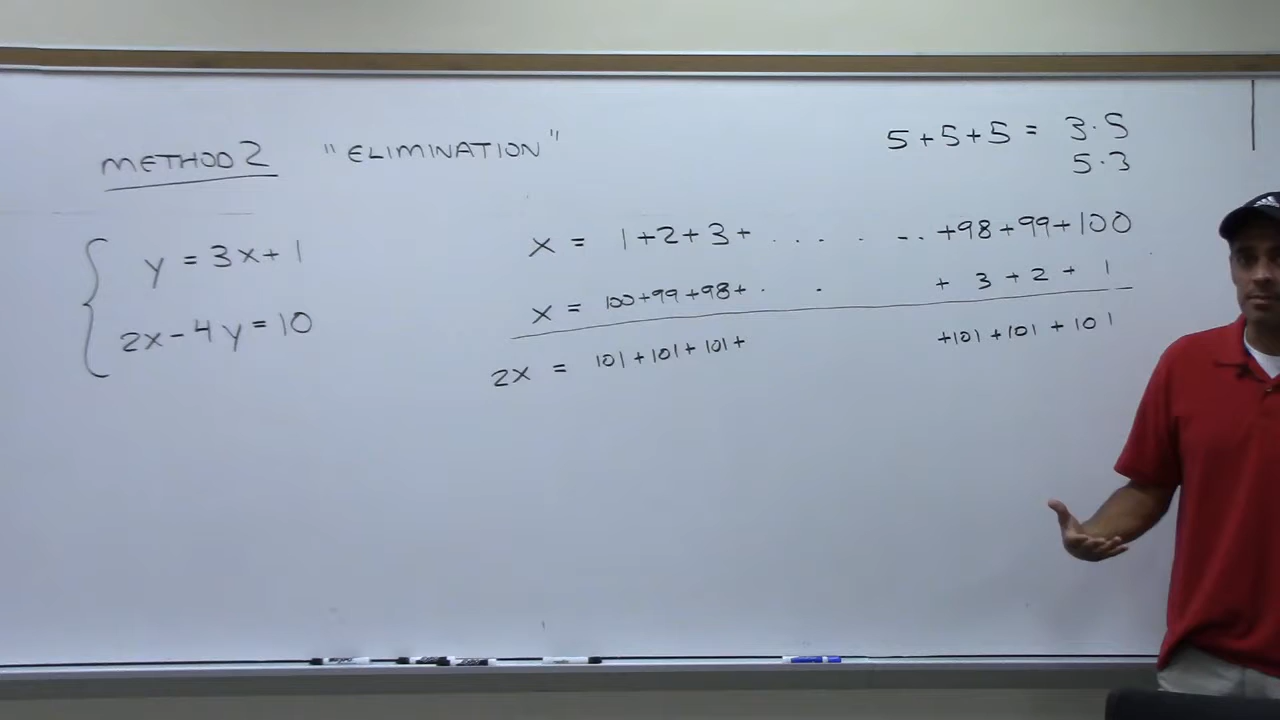 METHOD 2 "ELIMINATION"
y = 3x + 1
2x - 4y = 10
5 + 5 + 5 = 3 · 5
5 · 3
x = 1 + 2 + 3 + . . . . . - . . + 98 + 99 + 100
x = 100 + 99 + 98 + . . + 3 + 2 + 1
2x = 101 + 101 + 101 + + 101 + 101 + 101